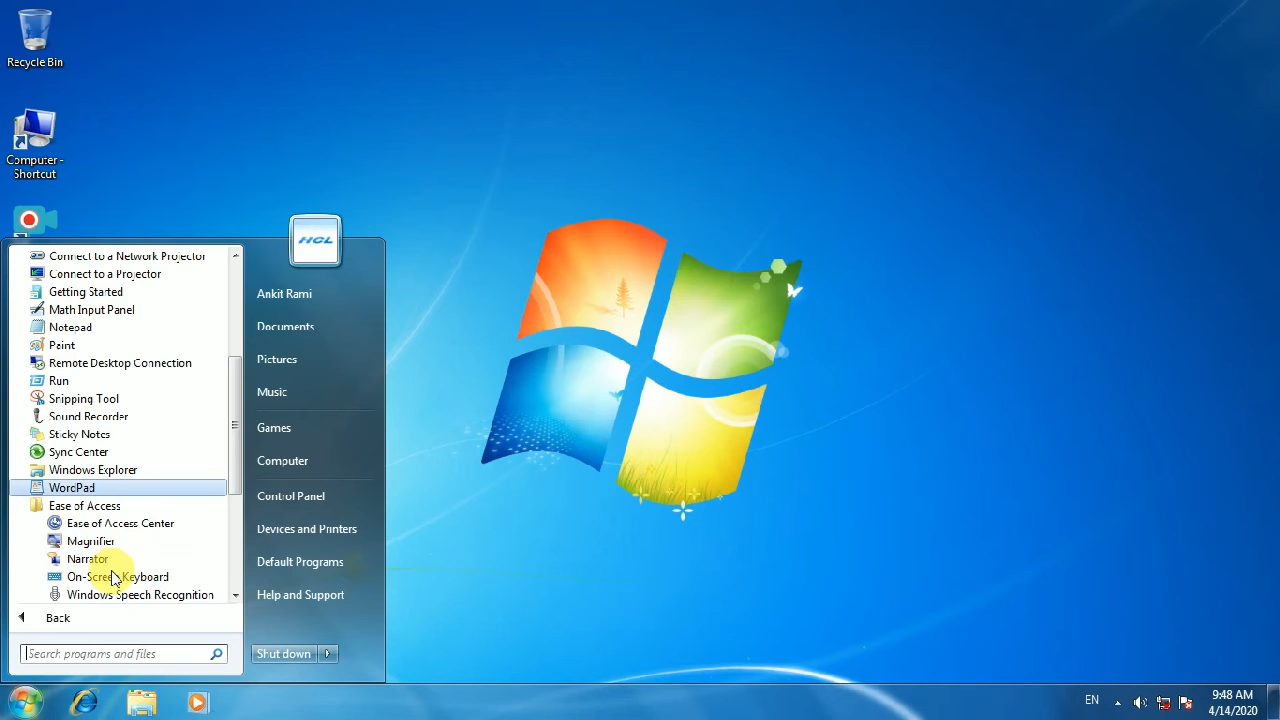 Recycle Bin
Computer -
Shortcut
HCL
Connect to a Network Projector
Connect to a Projector
Getting Started
Math Input Panel
Notepad
Paint
Remote Desktop Connection
Run
Snipping Tool
Sound Recorder
Sticky Notes
Sync Center
Windows Explorer
WordPad
Ease of Access
Ease of Access Center
Magnifier
Narrator
On-Screen Keyboard
Windows Speech Recognition
Back
Search programs and files
Ankit Rami
Documents
Pictures
Music
Games
Computer
Control Panel
Devices and Printers
Default Programs
Help and Support
Shut down
EN
9:48 AM
4/14/2020